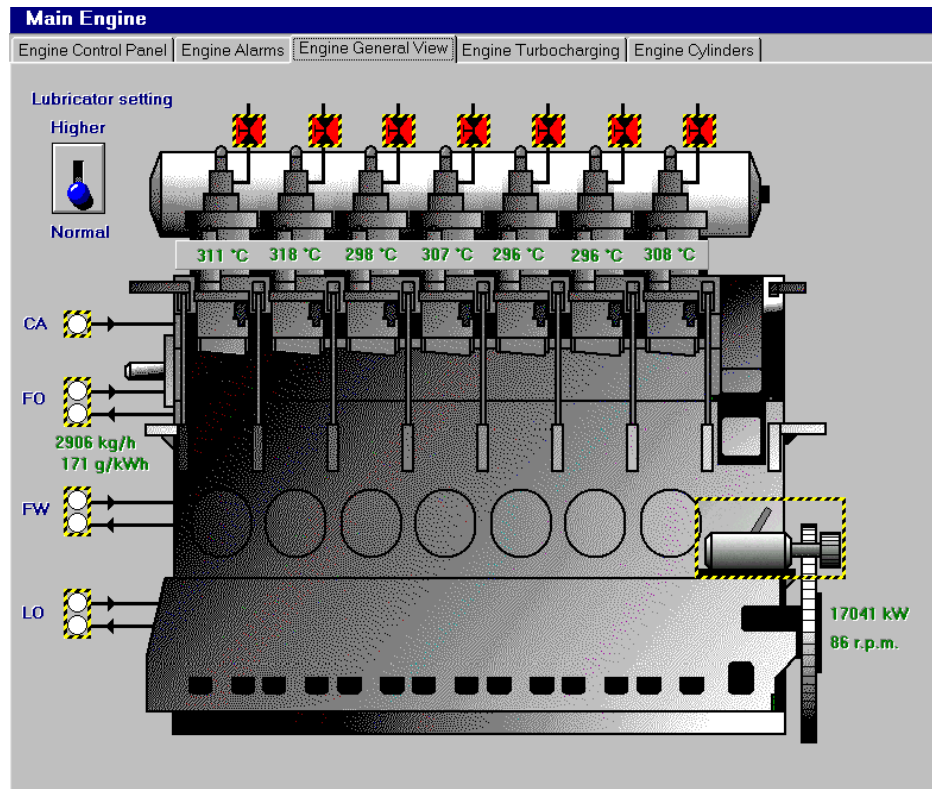 Main Engine
Engine Control Panel Engine Alarms Engine General View Engine Turbocharging Engine Cylinders
Lubricator setting
Higher
Normal
311 °C 318 °C 298 °C 307 °C 296 °C 296 °C 308 °C
CA
FO
2906 kg/h
171 g/kWh
FW
LO
17041 kW
86 r.p.m.